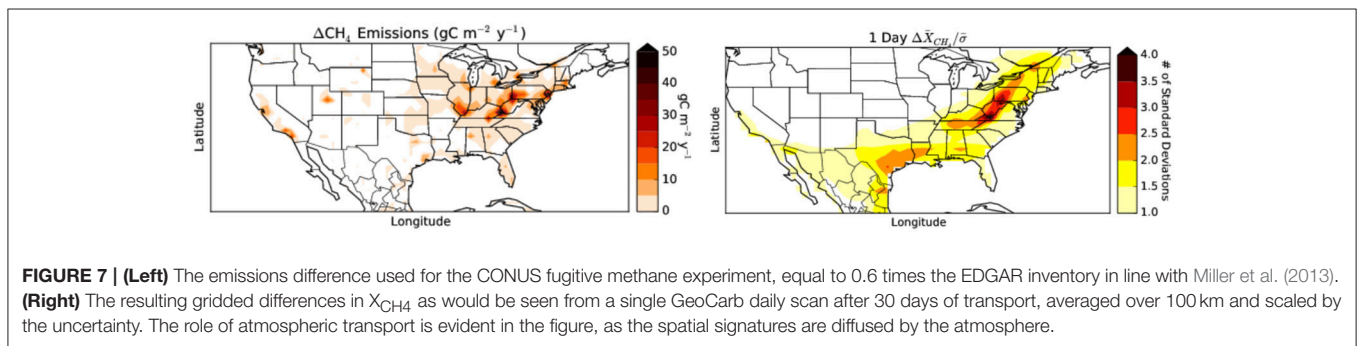 ΔCH₄ Emissions (gC m⁻² y⁻¹)
Latitude
Longitude
50
40
30
20
10
0
gC m⁻² y⁻¹
1 Day ΔX̄_CH₄/σ̄
Latitude
Longitude
4.0
3.5
3.0
2.5
2.0
1.5
1.0
# of Standard Deviations
FIGURE 7 | (Left) The emissions difference used for the CONUS fugitive methane experiment, equal to 0.6 times the EDGAR inventory in line with Miller et al. (2013).
(Right) The resulting gridded differences in X_CH4 as would be seen from a single GeoCarb daily scan after 30 days of transport, averaged over 100 km and scaled by
the uncertainty. The role of atmospheric transport is evident in the figure, as the spatial signatures are diffused by the atmosphere.